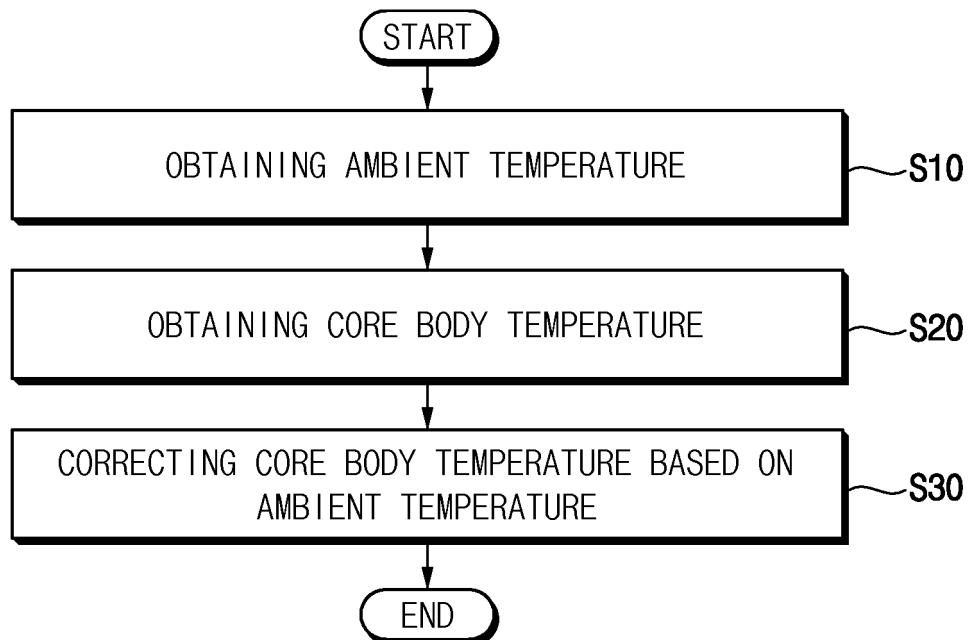 START
OBTAINING AMBIENT TEMPERATURE
S10
OBTAINING CORE BODY TEMPERATURE
S20
CORRECTING CORE BODY TEMPERATURE BASED ON
AMBIENT TEMPERATURE
S30
END